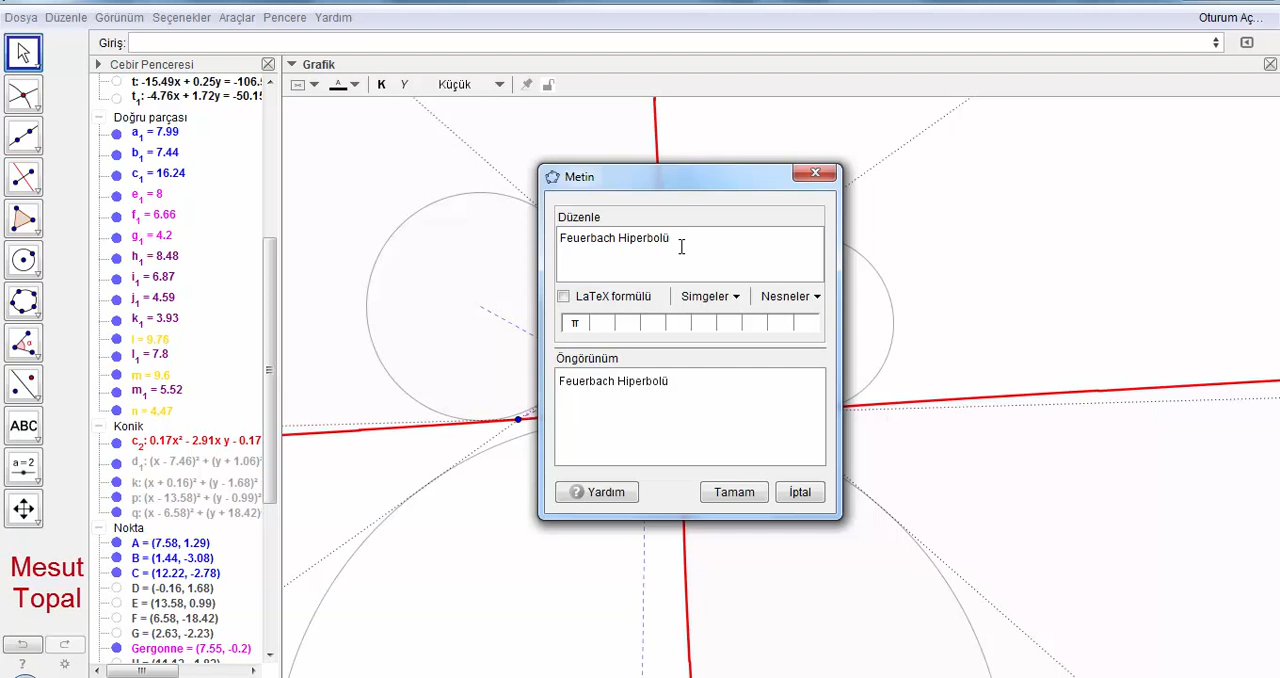 Dosya Düzenle Görünüm Seçenekler Araçlar Pencere Yardım
Oturum Aç...
Giriş:
Cebir Penceresi
Grafik
K Y Küçük
t: -15.49x + 0.25y = -106.
t₁: -4.76x + 1.72y = -50.15
Doğru parçası
a₁ = 7.99
b₁ = 7.44
c₁ = 16.24
e₁ = 8
f₁ = 6.66
g₁ = 4.2
h₁ = 8.48
i₁ = 6.87
j₁ = 4.59
k₁ = 3.93
l = 9.76
l₁ = 7.8
m = 9.6
m₁ = 5.52
n = 4.47
Konik
c₂: 0.17x² - 2.91x y - 0.17
d₁: (x - 7.46)² + (y + 1.06)²
k: (x + 0.16)² + (y - 1.68)²
p: (x - 13.58)² + (y - 0.99)²
q: (x - 6.58)² + (y + 18.42)²
Nokta
A = (7.58, 1.29)
B = (1.44, -3.08)
C = (12.22, -2.78)
D = (-0.16, 1.68)
E = (13.58, 0.99)
F = (6.58, -18.42)
G = (2.63, -2.23)
Gergonne = (7.55, -0.2)
ABC
a = 2
Mesut
Topal
Metin
Düzenle
Feuerbach Hiperbolü
LaTeX formülü
Simgeler
Nesneler
π
Öngörünüm
Feuerbach Hiperbolü
Yardım
Tamam
İptal